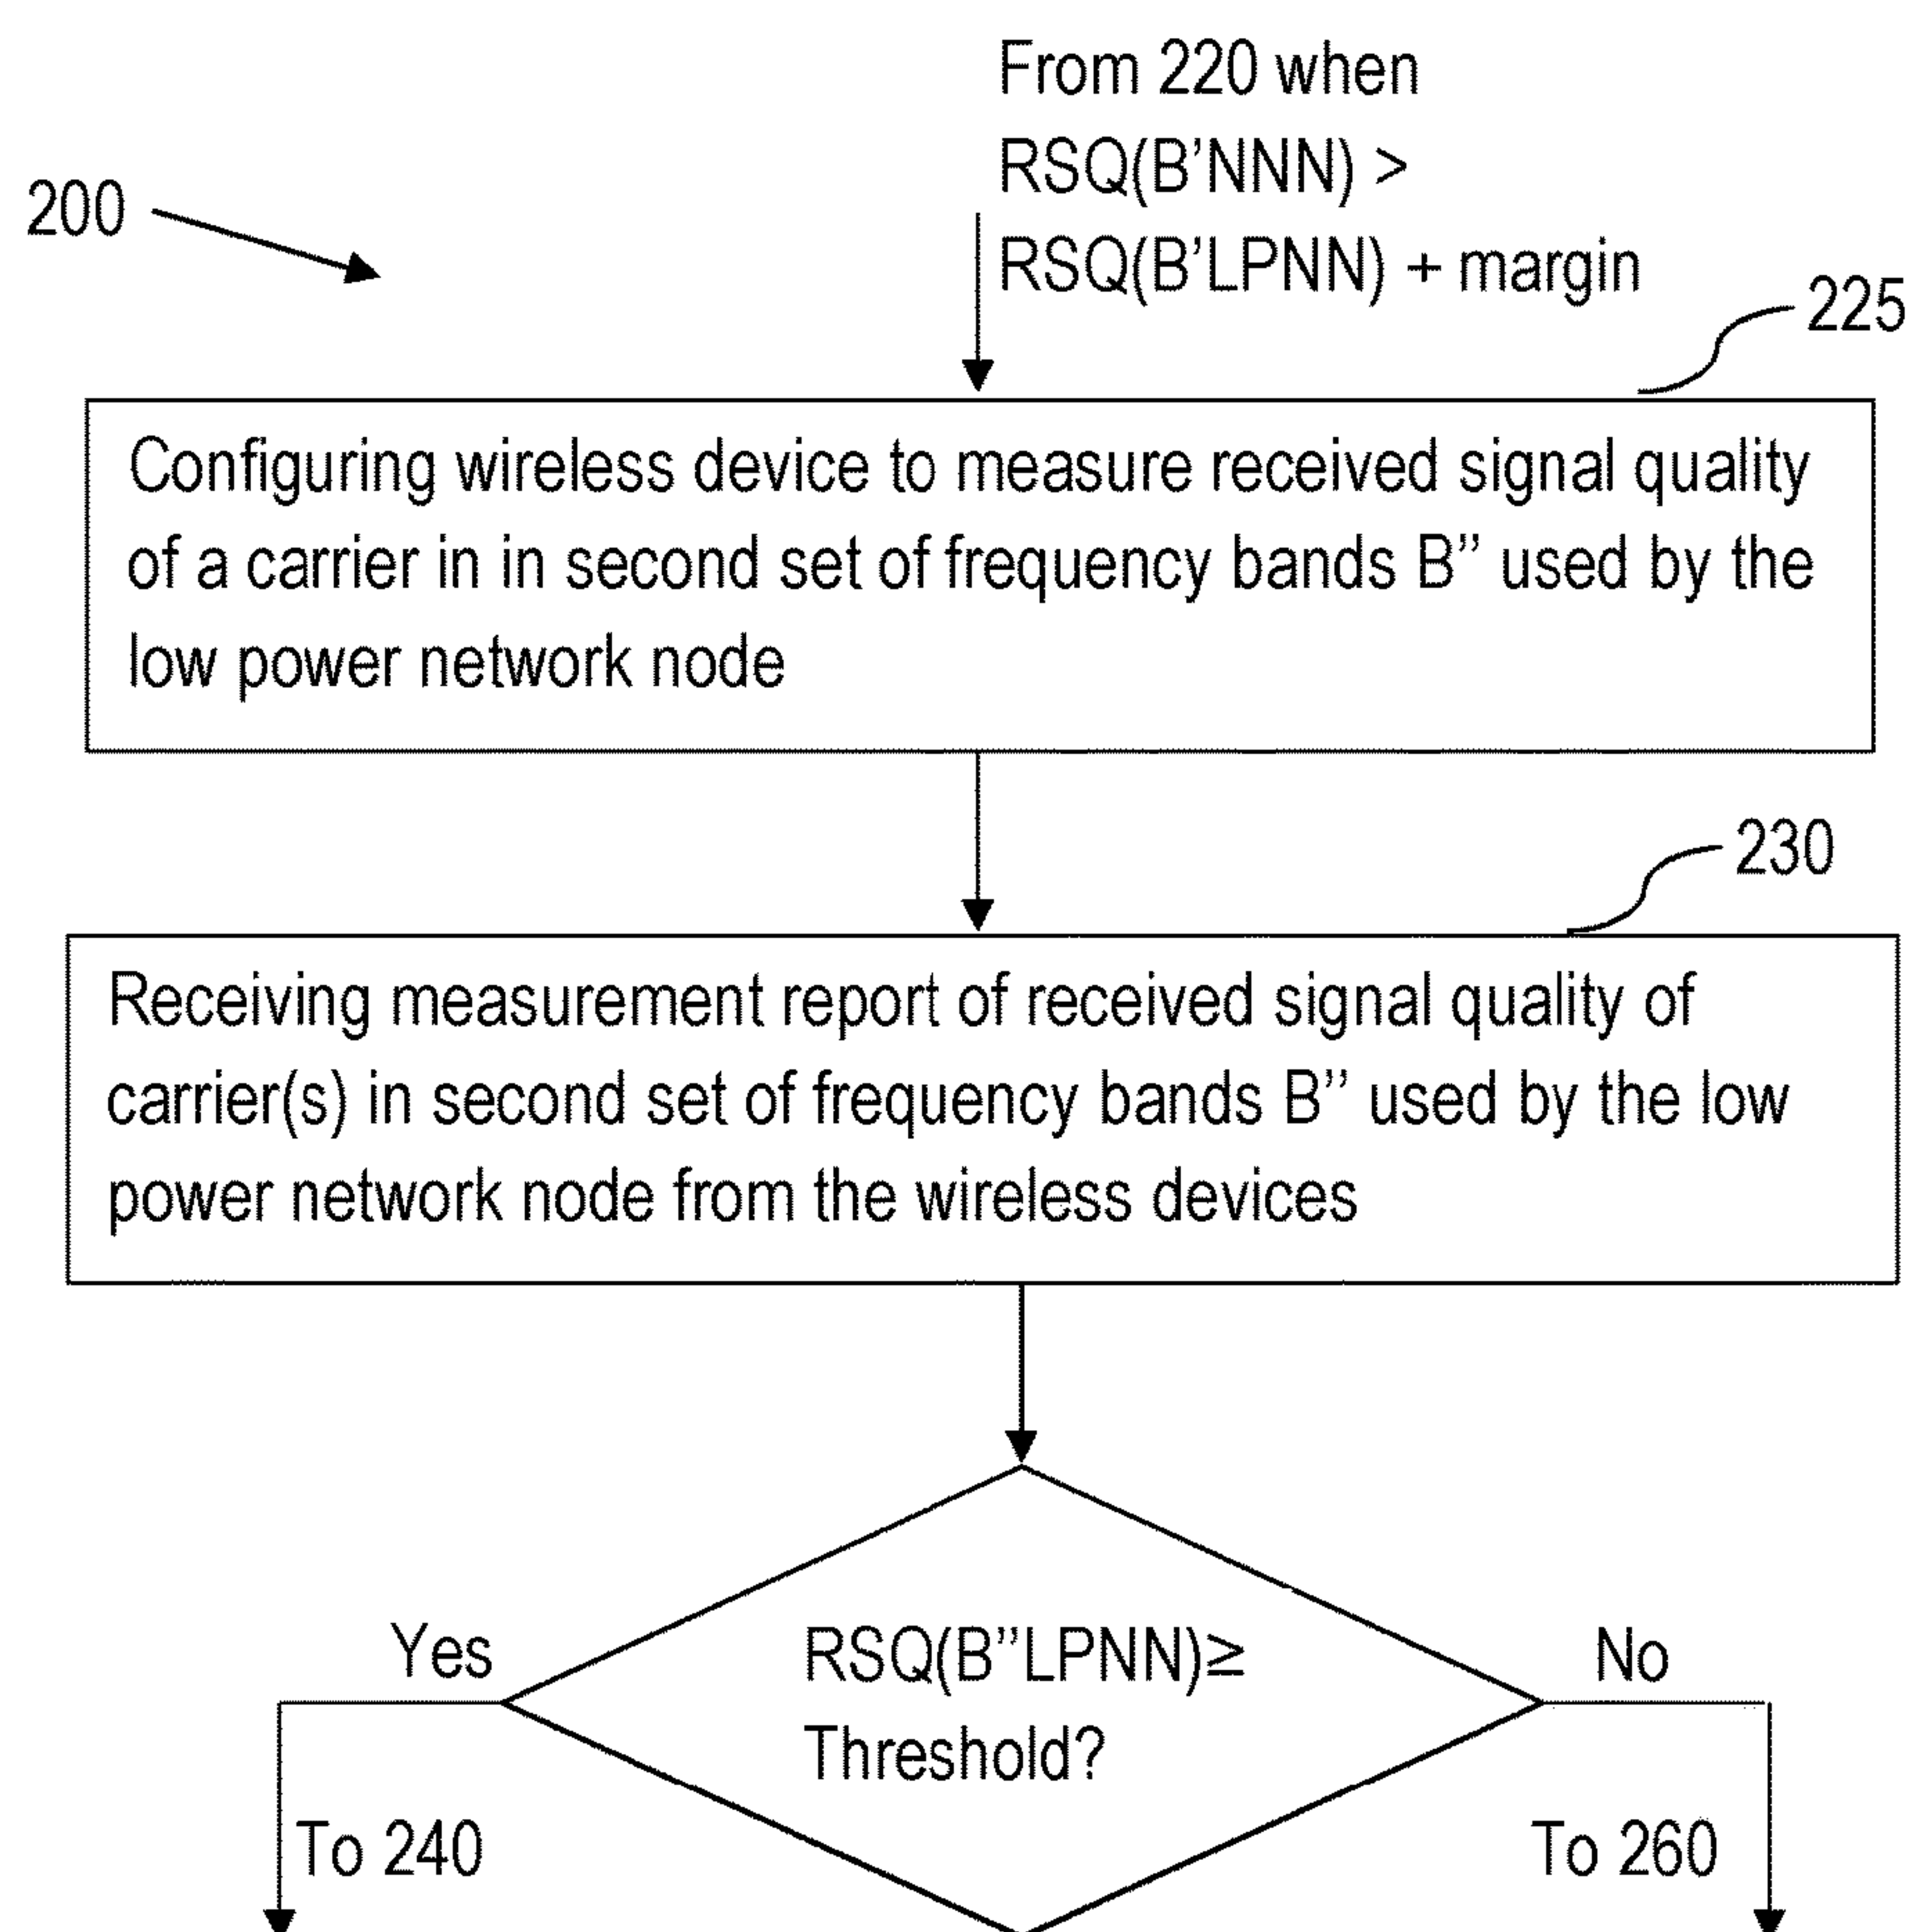 From 220 when
RSQ(B’NNN) >
RSQ(B’LPNN) + margin
200
225
Configuring wireless device to measure received signal quality
of a carrier in in second set of frequency bands B’’ used by the
low power network node
230
Receiving measurement report of received signal quality of
carrier(s) in second set of frequency bands B’’ used by the low
power network node from the wireless devices
Yes
RSQ(B’’LPNN)≥
Threshold?
No
To 240
To 260